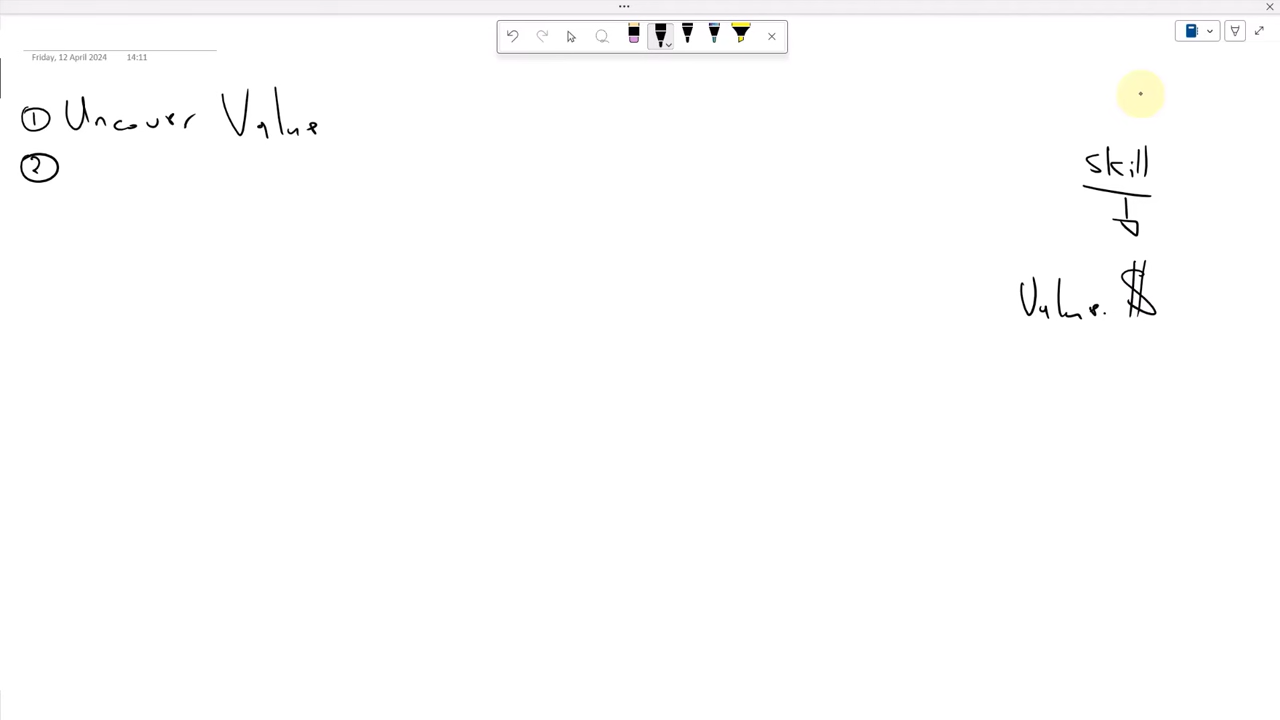 Friday, 12 April 2024 14:11
① Uncover Value
②
Skill
Value. $